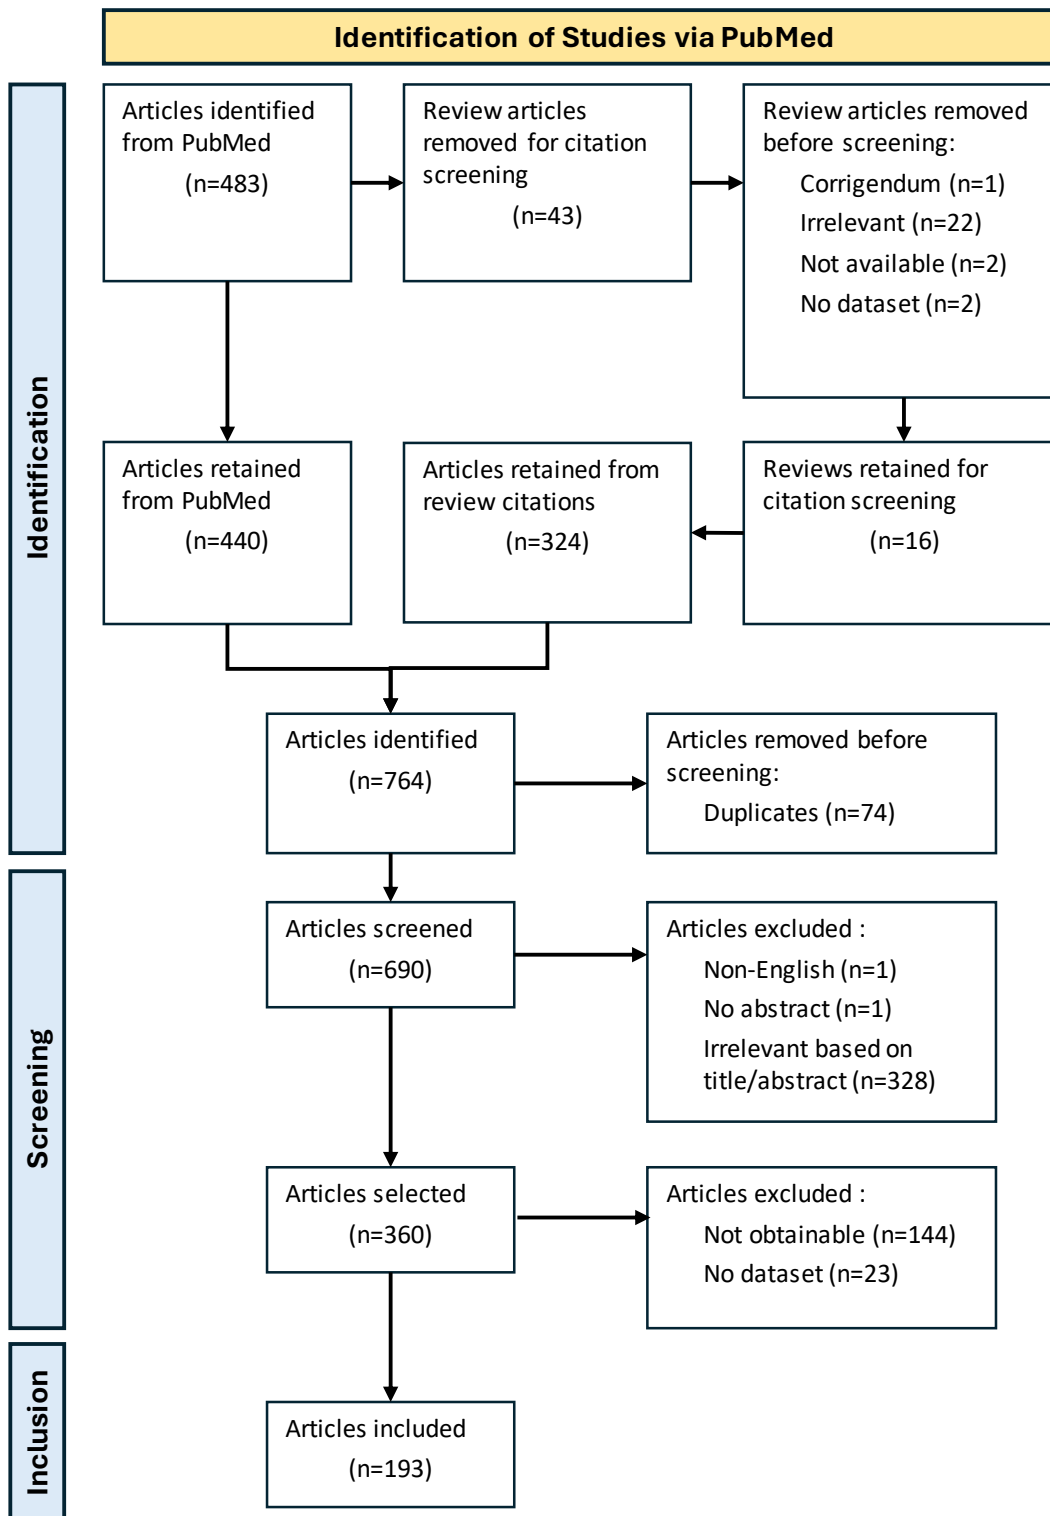 Identification of Studies via PubMed
Identification
Articles identified
from PubMed
(n=483)
Review articles
removed for citation
screening
(n=43)
Review articles removed
before screening:
Corrigendum (n=1)
Irrelevant (n=22)
Not available (n=2)
No dataset (n=2)
Articles retained
from PubMed
(n=440)
Articles retained from
review citations
(n=324)
Reviews retained for
citation screening
(n=16)
Articles identified
(n=764)
Articles removed before
screening:
Duplicates (n=74)
Screening
Articles screened
(n=690)
Articles excluded :
Non-English (n=1)
No abstract (n=1)
Irrelevant based on
title/abstract (n=328)
Articles selected
(n=360)
Articles excluded :
Not obtainable (n=144)
No dataset (n=23)
Inclusion
Articles included
(n=193)